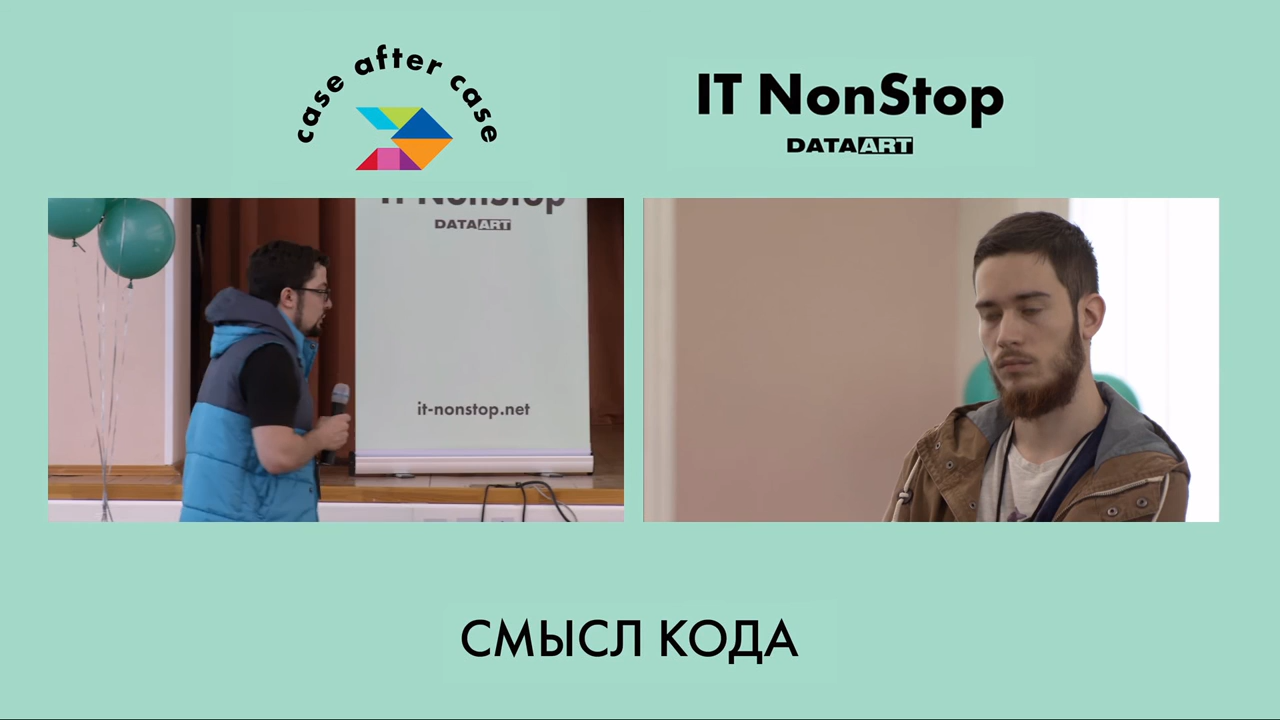 case after case
IT NonStop
DATAART
IT NonStop
DATAART
it-nonstop.net
СМЫСЛ КОДА